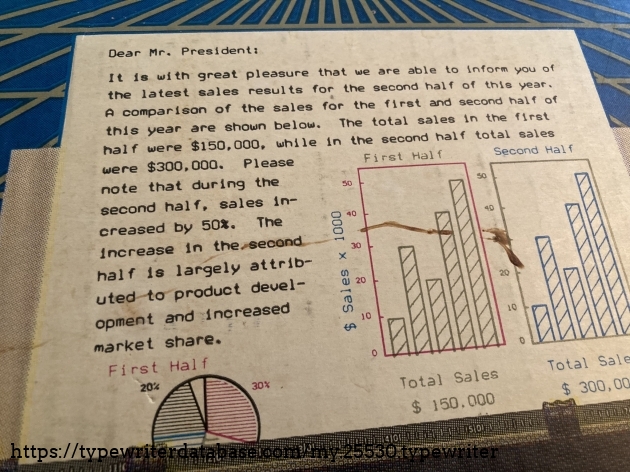 Dear Mr. President:
It is with great pleasure that we are able to inform you of
the latest sales results for the second half of this year.
A comparison of the sales for the first and second half of
this year are shown below.  The total sales in the first
half were $150,000, while in the second half total sales
were $300,000.  Please
note that during the
second half, sales in-
creased by 50%.  The
increase in the second
half is largely attrib-
uted to product devel-
opment and increased
market share.
First Half
50
40
30
20
10
0
$ Sales x 1000
Total Sales
$ 150.000
Second Half
50
40
20
10
0
Total Sale
$ 300,00
First Half
20%
30%
https://typewriterdatabase.com/my.25530.typewriter